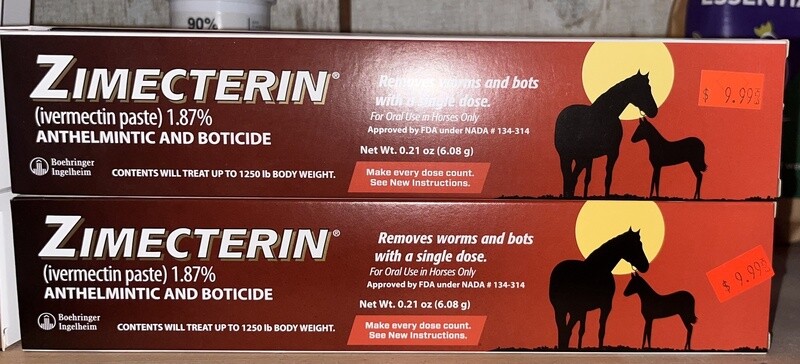 90%
ESSENTI
ZIMECTERIN®
(ivermectin paste) 1.87%
ANTHELMINTIC AND BOTICIDE
Boehringer
Ingelheim
CONTENTS WILL TREAT UP TO 1250 lb BODY WEIGHT.
Removes worms and bots
with a single dose.
For Oral Use in Horses Only
Approved by FDA under NADA # 134-314
Net Wt. 0.21 oz (6.08 g)
Make every dose count.
See New Instructions.
$ 9.99
ZIMECTERIN®
(ivermectin paste) 1.87%
ANTHELMINTIC AND BOTICIDE
Boehringer
Ingelheim
CONTENTS WILL TREAT UP TO 1250 lb BODY WEIGHT.
Removes worms and bots
with a single dose.
For Oral Use in Horses Only
Approved by FDA under NADA # 134-314
Net Wt. 0.21 oz (6.08 g)
Make every dose count.
See New Instructions.
$ 9.99